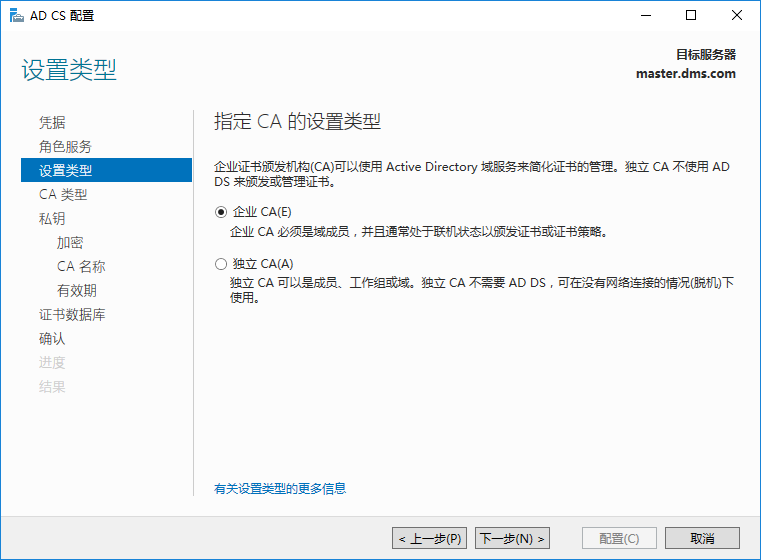 AD CS 配置
设置类型
目标服务器
master.dms.com
凭据
角色服务
设置类型
CA 类型
私钥
加密
CA 名称
有效期
证书数据库
确认
进度
结果
指定 CA 的设置类型
企业证书颁发机构(CA)可以使用 Active Directory 域服务来简化证书的管理。独立 CA 不使用 AD
DS 来颁发或管理证书。
企业 CA(E)
企业 CA 必须是域成员，并且通常处于联机状态以颁发证书或证书策略。
独立 CA(A)
独立 CA 可以是成员、工作组或域。独立 CA 不需要 AD DS，可在没有网络连接的情况(脱机)下
使用。
有关设置类型的更多信息
< 上一步(P)
下一步(N) >
配置(C)
取消